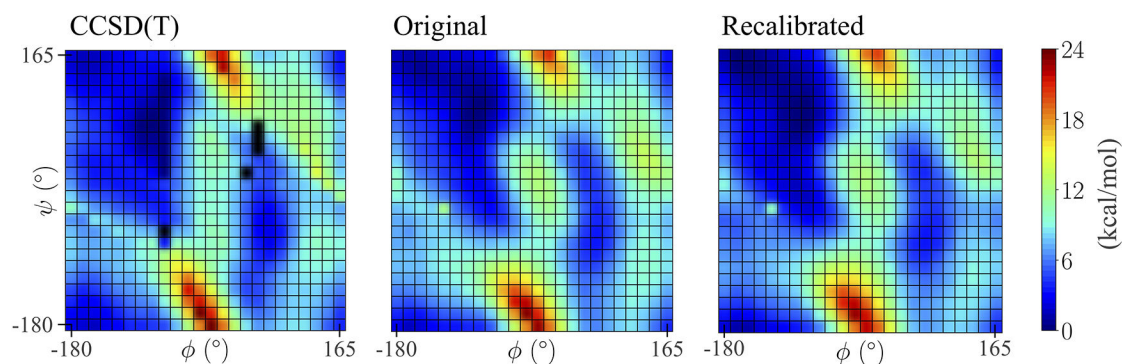 CCSD(T)
Original
Recalibrated
165
ψ (°)
-180
-180
ϕ (°)
165
-180
ϕ (°)
165
-180
ϕ (°)
165
24
18
12
6
0
(kcal/mol)